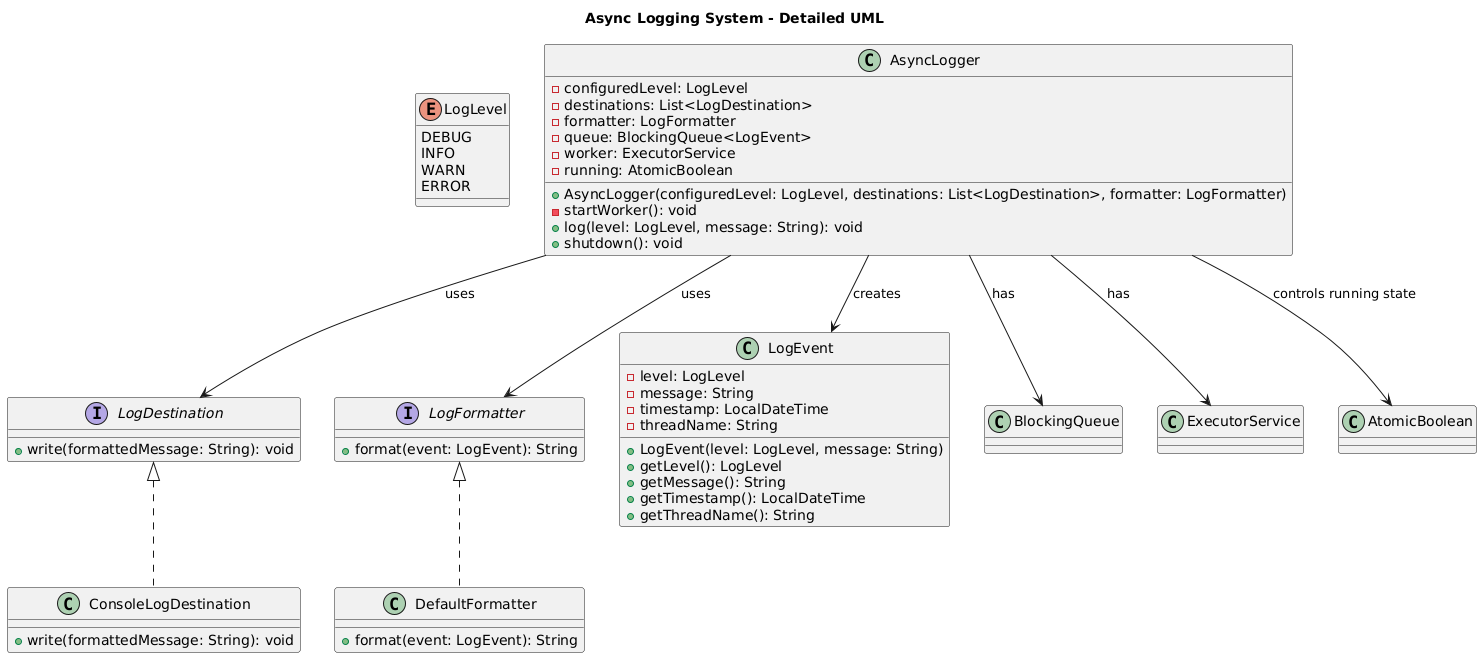 Async Logging System - Detailed UML
C AsyncLogger
configuredLevel: LogLevel
destinations: List<LogDestination>
formatter: LogFormatter
queue: BlockingQueue<LogEvent>
worker: ExecutorService
running: AtomicBoolean
AsyncLogger(configuredLevel: LogLevel, destinations: List<LogDestination>, formatter: LogFormatter)
startWorker(): void
log(level: LogLevel, message: String): void
shutdown(): void
E LogLevel
DEBUG
INFO
WARN
ERROR
uses
uses
creates
has
has
controls running state
I LogDestination
write(formattedMessage: String): void
I LogFormatter
format(event: LogEvent): String
C LogEvent
level: LogLevel
message: String
timestamp: LocalDateTime
threadName: String
LogEvent(level: LogLevel, message: String)
getLevel(): LogLevel
getMessage(): String
getTimestamp(): LocalDateTime
getThreadName(): String
C BlockingQueue
C ExecutorService
C AtomicBoolean
C ConsoleLogDestination
write(formattedMessage: String): void
C DefaultFormatter
format(event: LogEvent): String